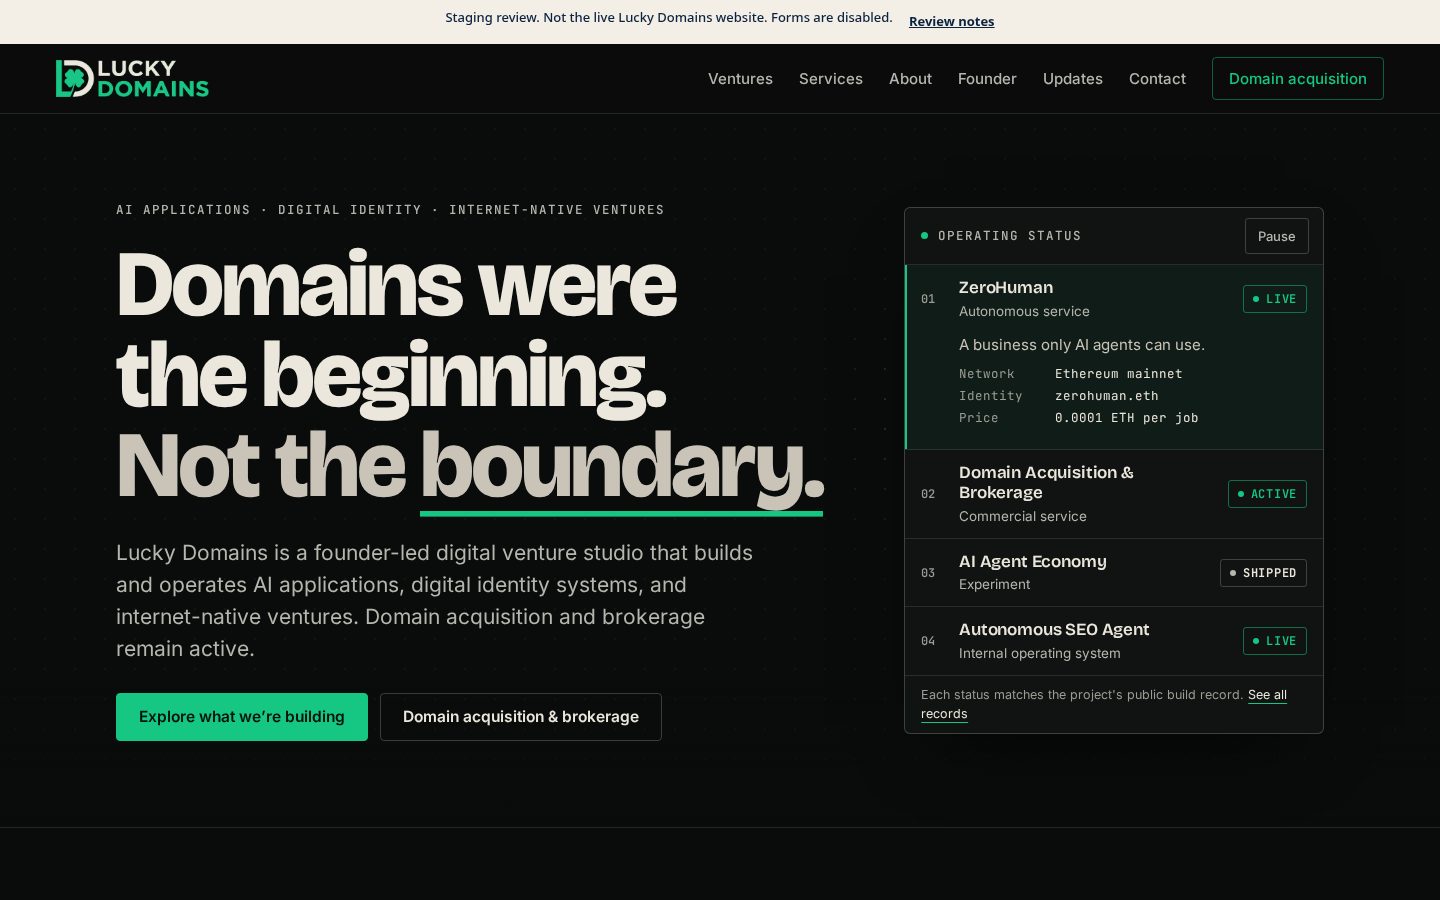 Staging review. Not the live Lucky Domains website. Forms are disabled. Review notes
LUCKY
DOMAINS
Ventures Services About Founder Updates Contact Domain acquisition
AI APPLICATIONS · DIGITAL IDENTITY · INTERNET-NATIVE VENTURES
Domains were
the beginning.
Not the boundary.
Lucky Domains is a founder-led digital venture studio that builds
and operates AI applications, digital identity systems, and
internet-native ventures. Domain acquisition and brokerage
remain active.
Explore what we’re building Domain acquisition & brokerage
OPERATING STATUS Pause
01 ZeroHuman LIVE
Autonomous service
A business only AI agents can use.
Network Ethereum mainnet
Identity zerohuman.eth
Price 0.0001 ETH per job
02 Domain Acquisition &
Brokerage ACTIVE
Commercial service
03 AI Agent Economy SHIPPED
Experiment
04 Autonomous SEO Agent LIVE
Internal operating system
Each status matches the project's public build record. See all
records